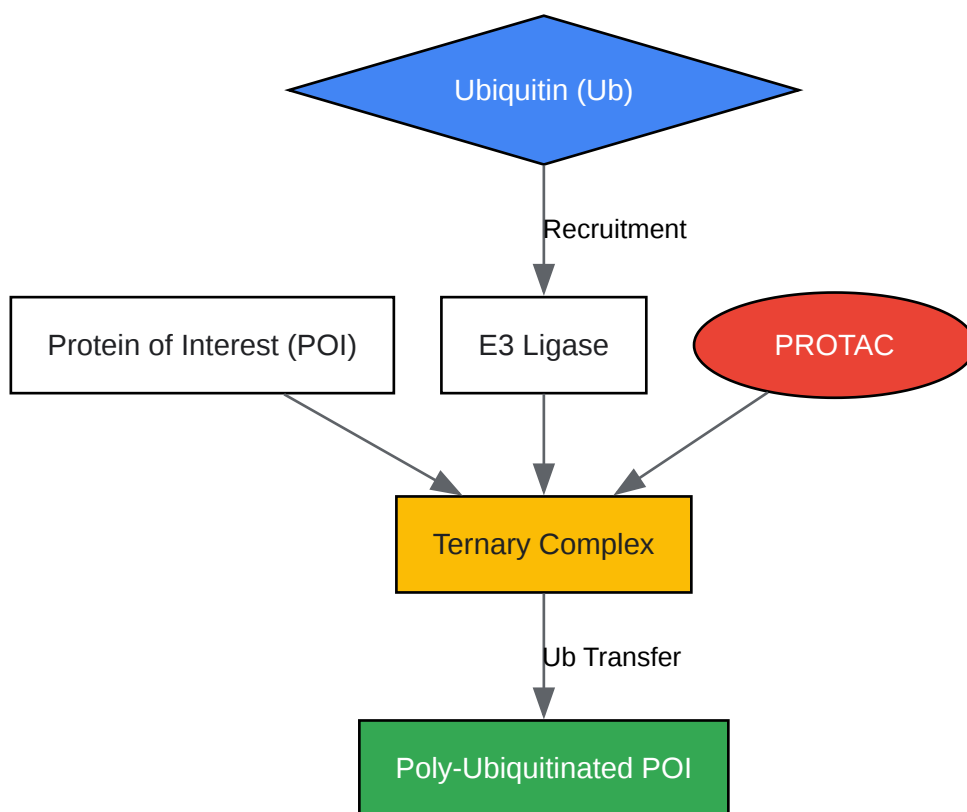 Ubiquitin (Ub)
Recruitment
Protein of Interest (POI)
E3 Ligase
PROTAC
Ternary Complex
Ub Transfer
Poly-Ubiquitinated POI